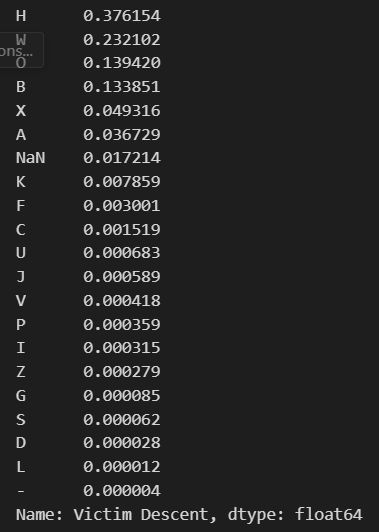 H 0.376154
W 0.232102
ons...
O 0.139420
B 0.133851
X 0.049316
A 0.036729
NaN 0.017214
K 0.007859
F 0.003001
C 0.001519
U 0.000683
J 0.000589
V 0.000418
P 0.000359
I 0.000315
Z 0.000279
G 0.000085
S 0.000062
D 0.000028
L 0.000012
- 0.000004
Name: Victim Descent, dtype: float64